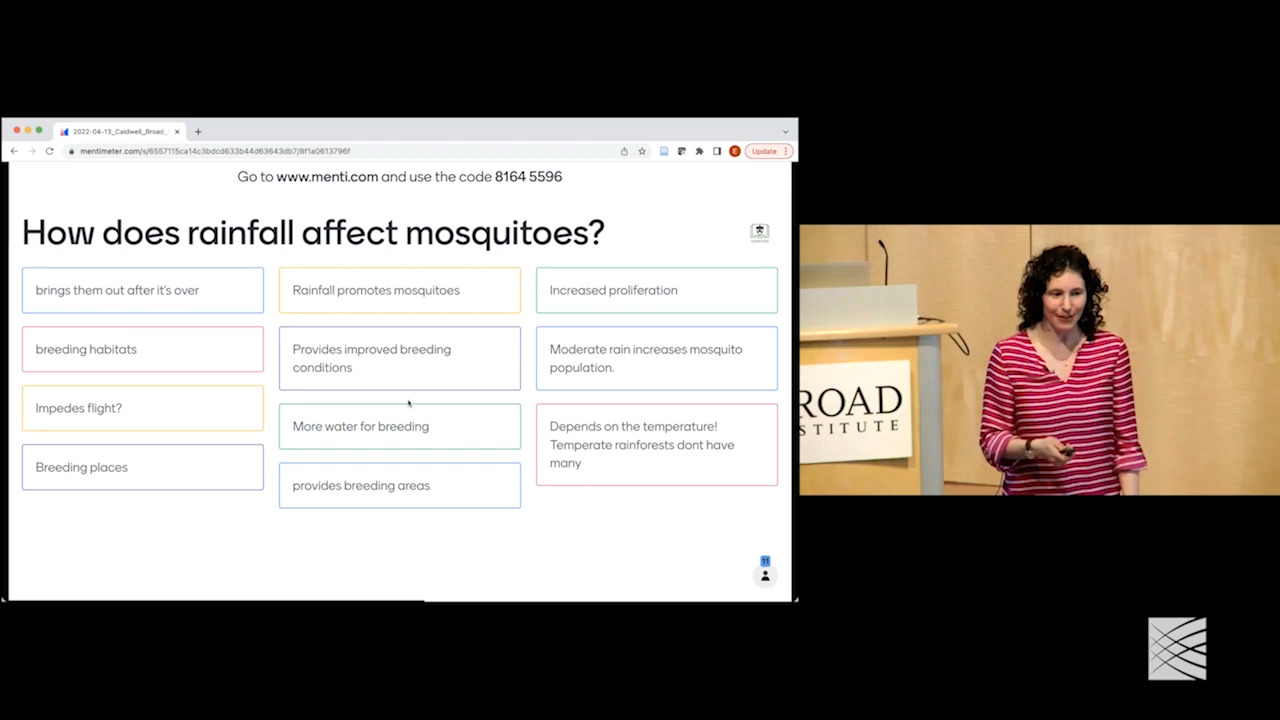 2022-04-13_Caldwell_Broad_
mentimeter.com/s/6557115ca14c3bdcd633b44d63643db7/8f1a0613796f
Update
Go to www.menti.com and use the code 8164 5596
How does rainfall affect mosquitoes?
brings them out after it's over
breeding habitats
Impedes flight?
Breeding places
Rainfall promotes mosquitoes
Provides improved breeding
conditions
More water for breeding
provides breeding areas
Increased proliferation
Moderate rain increases mosquito
population.
Depends on the temperature!
Temperate rainforests dont have
many
11
ROAD
STITUTE